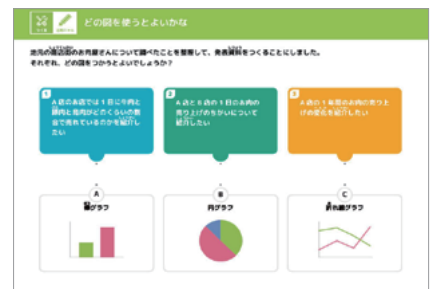 どの図を使うとよいかな
地元の商店街のお肉屋さんについて調べたことを整理して、発表資料をつくることにしました。
それぞれ、どの図をつかうとよいでしょうか？
1
A店のお店では1日に牛肉と
豚肉と鶏肉がどのくらいの割
合で売れているのかを紹介し
たい
2
A店とB店の1日のお肉の
売り上げのちがいについて
紹介したい
3
A店の1年間のお肉の売り上
げの変化を紹介したい
A
棒グラフ
B
円グラフ
C
折れ線グラフ